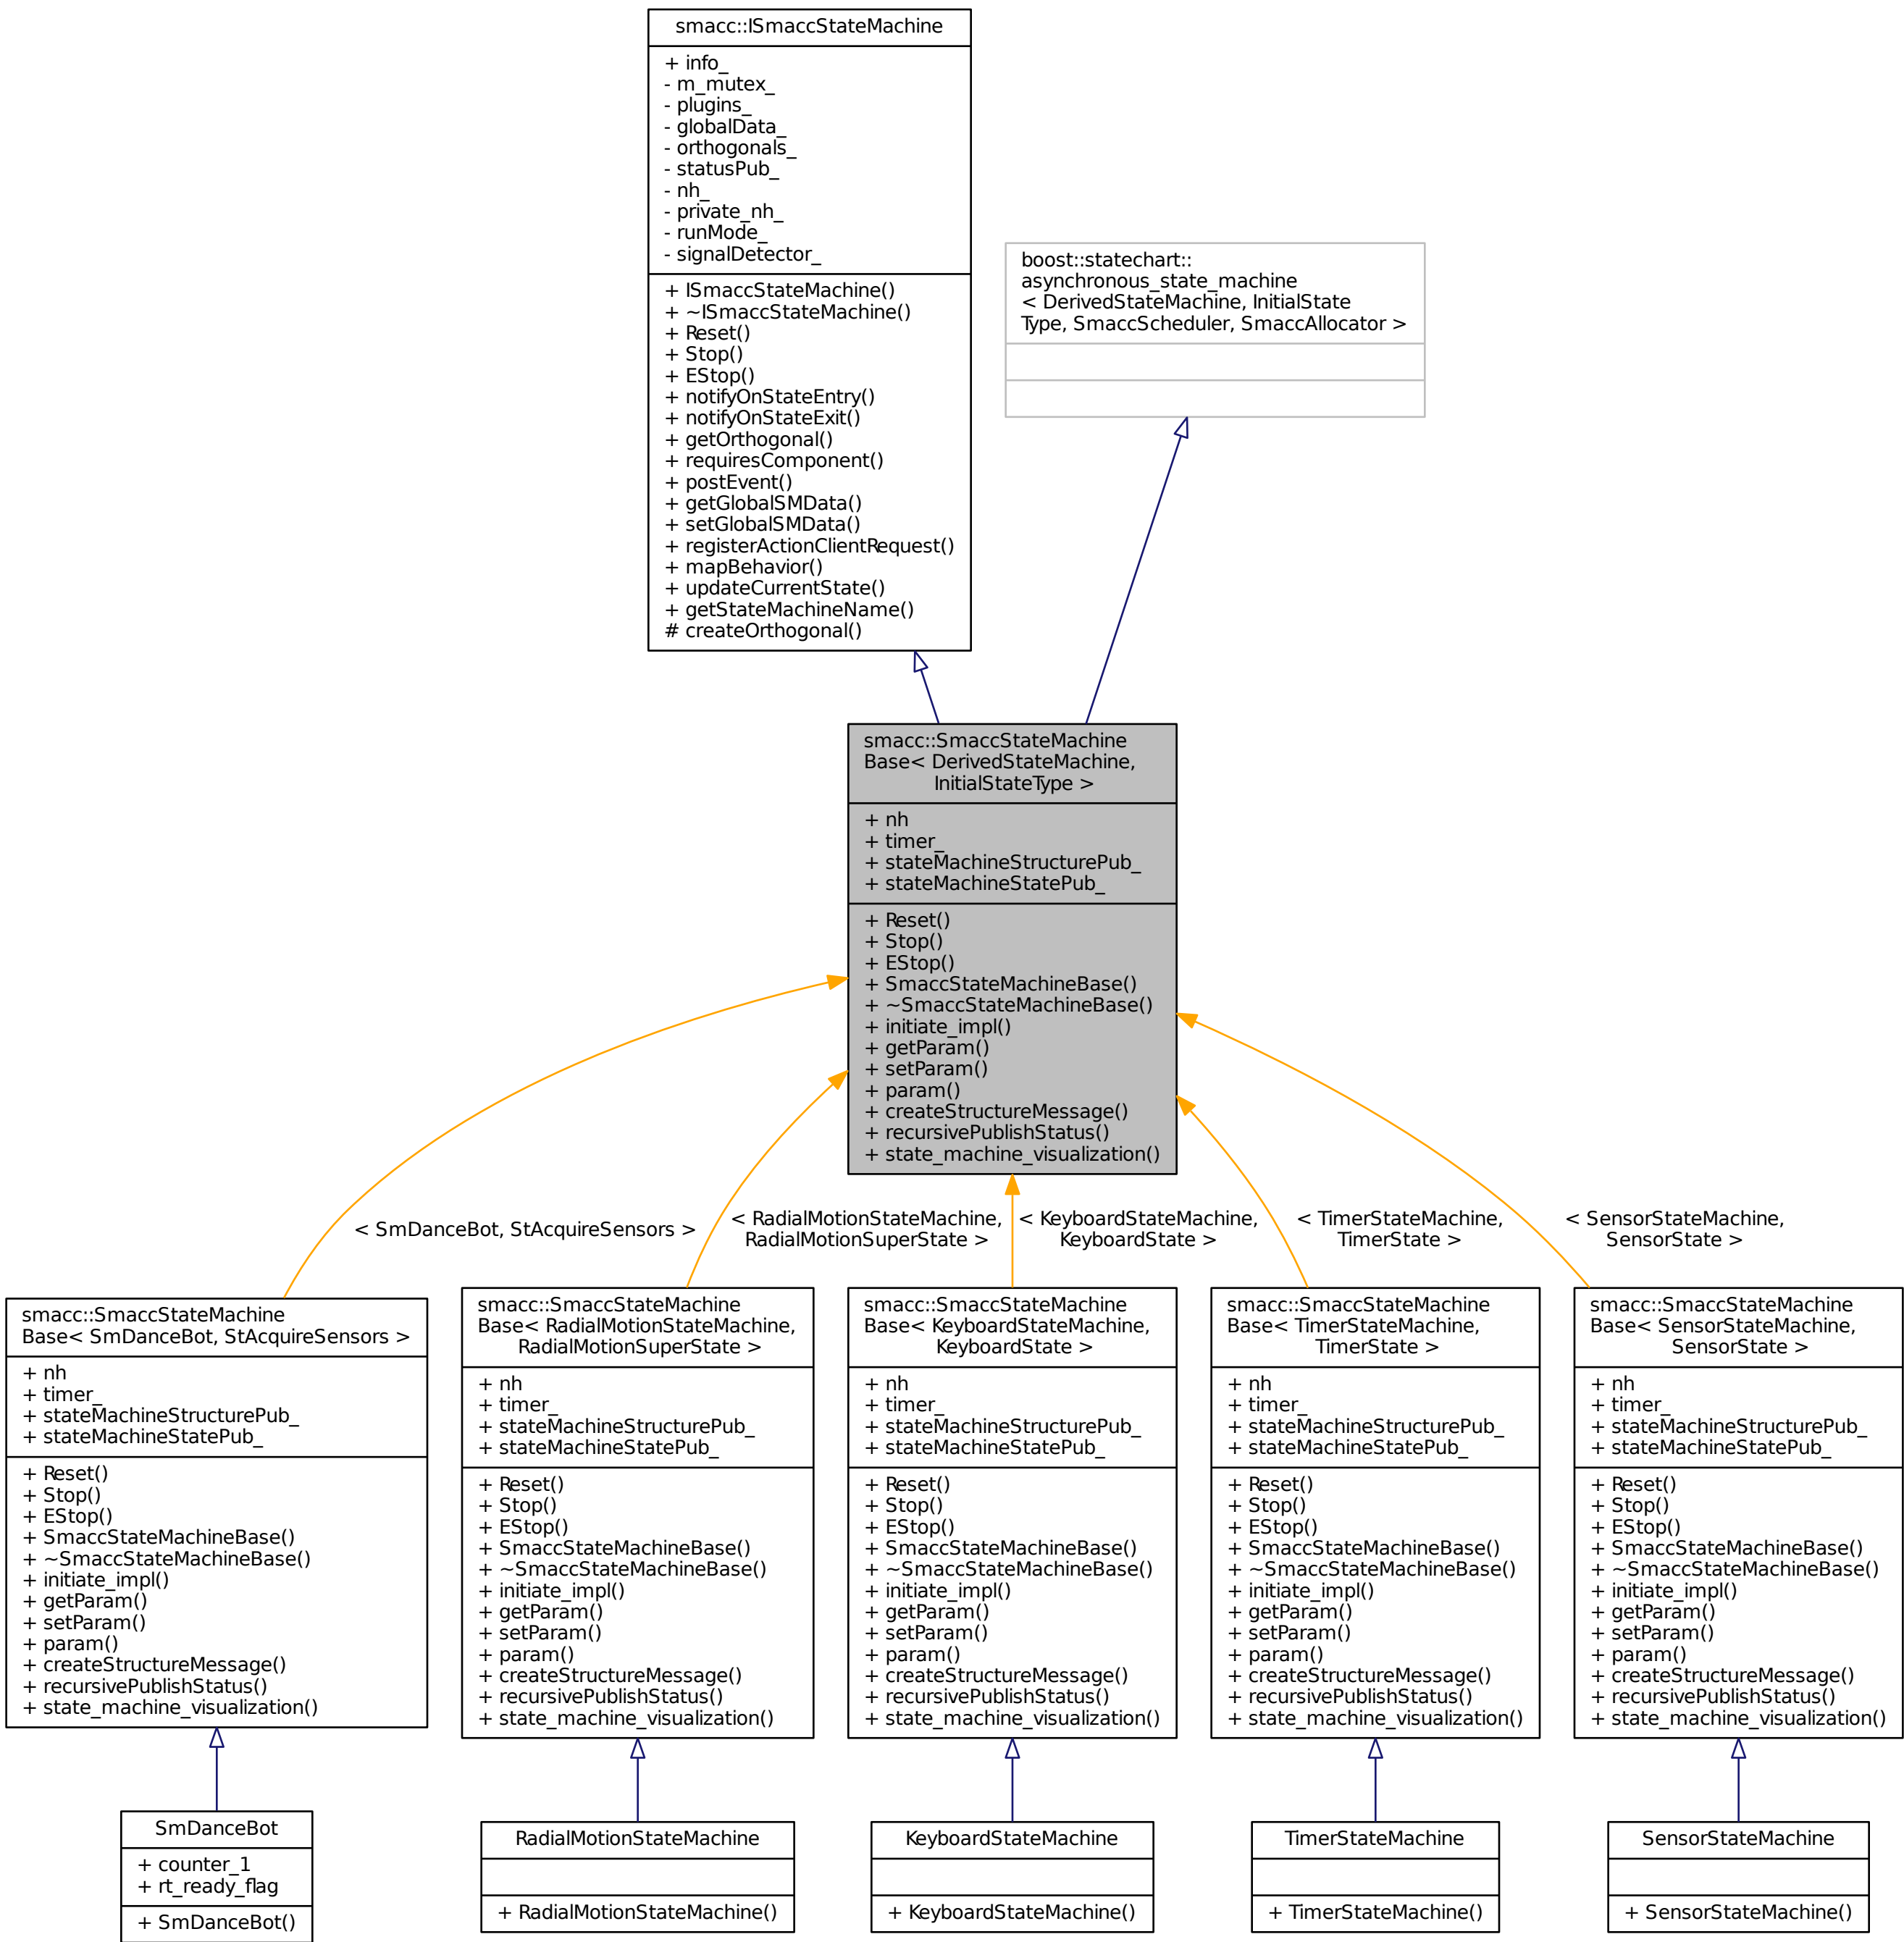 smacc::ISmaccStateMachine
+ info_
- m_mutex_
- plugins_
- globalData_
- orthogonals_
- statusPub_
- nh_
- private_nh_
- runMode_
- signalDetector_
+ ISmaccStateMachine()
+ ~ISmaccStateMachine()
+ Reset()
+ Stop()
+ EStop()
+ notifyOnStateEntry()
+ notifyOnStateExit()
+ getOrthogonal()
+ requiresComponent()
+ postEvent()
+ getGlobalSMData()
+ setGlobalSMData()
+ registerActionClientRequest()
+ mapBehavior()
+ updateCurrentState()
+ getStateMachineName()
# createOrthogonal()
boost::statechart::
asynchronous_state_machine
< DerivedStateMachine, InitialState
Type, SmaccScheduler, SmaccAllocator >
smacc::SmaccStateMachine
Base< DerivedStateMachine,
InitialStateType >
+ nh
+ timer_
+ stateMachineStructurePub_
+ stateMachineStatePub_
+ Reset()
+ Stop()
+ EStop()
+ SmaccStateMachineBase()
+ ~SmaccStateMachineBase()
+ initiate_impl()
+ getParam()
+ setParam()
+ param()
+ createStructureMessage()
+ recursivePublishStatus()
+ state_machine_visualization()
< SmDanceBot, StAcquireSensors >
< RadialMotionStateMachine,
RadialMotionSuperState >
< KeyboardStateMachine,
KeyboardState >
< TimerStateMachine,
TimerState >
< SensorStateMachine,
SensorState >
smacc::SmaccStateMachine
Base< SmDanceBot, StAcquireSensors >
+ nh
+ timer_
+ stateMachineStructurePub_
+ stateMachineStatePub_
+ Reset()
+ Stop()
+ EStop()
+ SmaccStateMachineBase()
+ ~SmaccStateMachineBase()
+ initiate_impl()
+ getParam()
+ setParam()
+ param()
+ createStructureMessage()
+ recursivePublishStatus()
+ state_machine_visualization()
smacc::SmaccStateMachine
Base< RadialMotionStateMachine,
RadialMotionSuperState >
+ nh
+ timer_
+ stateMachineStructurePub_
+ stateMachineStatePub_
+ Reset()
+ Stop()
+ EStop()
+ SmaccStateMachineBase()
+ ~SmaccStateMachineBase()
+ initiate_impl()
+ getParam()
+ setParam()
+ param()
+ createStructureMessage()
+ recursivePublishStatus()
+ state_machine_visualization()
smacc::SmaccStateMachine
Base< KeyboardStateMachine,
KeyboardState >
+ nh
+ timer_
+ stateMachineStructurePub_
+ stateMachineStatePub_
+ Reset()
+ Stop()
+ EStop()
+ SmaccStateMachineBase()
+ ~SmaccStateMachineBase()
+ initiate_impl()
+ getParam()
+ setParam()
+ param()
+ createStructureMessage()
+ recursivePublishStatus()
+ state_machine_visualization()
smacc::SmaccStateMachine
Base< TimerStateMachine,
TimerState >
+ nh
+ timer_
+ stateMachineStructurePub_
+ stateMachineStatePub_
+ Reset()
+ Stop()
+ EStop()
+ SmaccStateMachineBase()
+ ~SmaccStateMachineBase()
+ initiate_impl()
+ getParam()
+ setParam()
+ param()
+ createStructureMessage()
+ recursivePublishStatus()
+ state_machine_visualization()
smacc::SmaccStateMachine
Base< SensorStateMachine,
SensorState >
+ nh
+ timer_
+ stateMachineStructurePub_
+ stateMachineStatePub_
+ Reset()
+ Stop()
+ EStop()
+ SmaccStateMachineBase()
+ ~SmaccStateMachineBase()
+ initiate_impl()
+ getParam()
+ setParam()
+ param()
+ createStructureMessage()
+ recursivePublishStatus()
+ state_machine_visualization()
SmDanceBot
+ counter_1
+ rt_ready_flag
+ SmDanceBot()
RadialMotionStateMachine
+ RadialMotionStateMachine()
KeyboardStateMachine
+ KeyboardStateMachine()
TimerStateMachine
+ TimerStateMachine()
SensorStateMachine
+ SensorStateMachine()